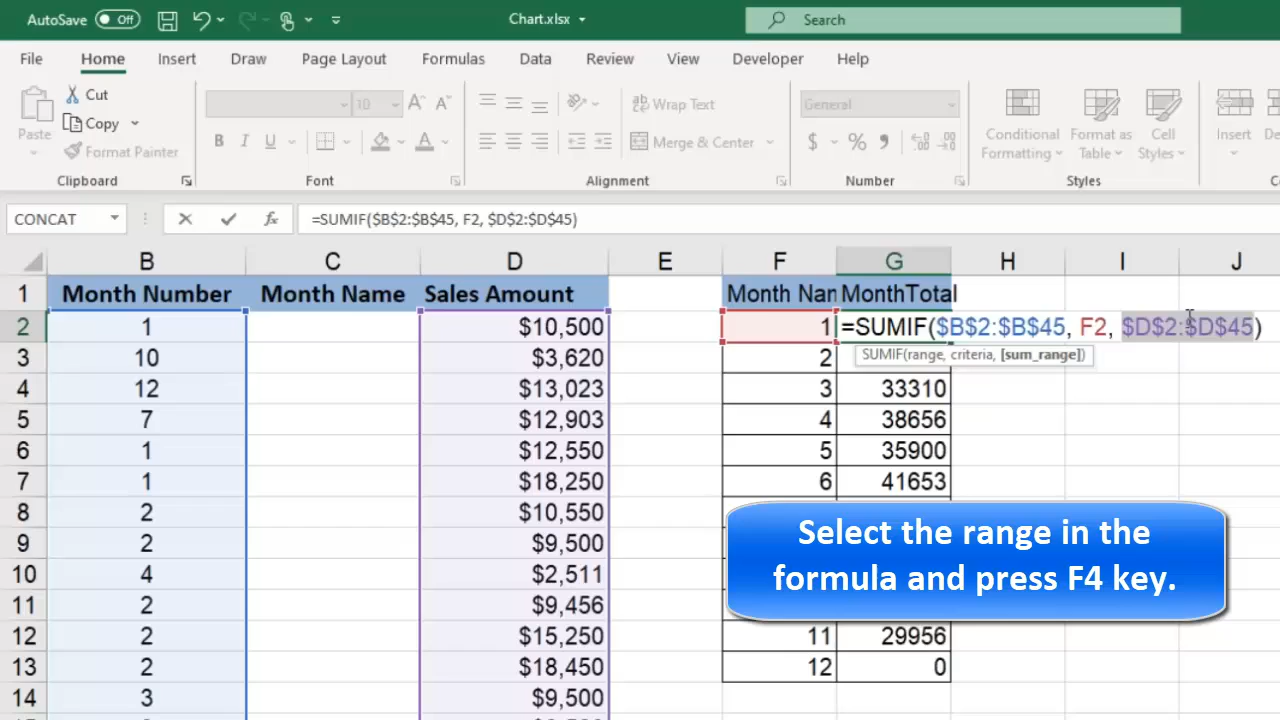 AutoSave Off Chart.xlsx Search
File Home Insert Draw Page Layout Formulas Data Review View Developer Help
Cut
Copy
Format Painter
Paste
10 A A
B I U A
ab Wrap Text
Merge & Center
General
$ % 9 .00
Conditional Formatting
Format as Table
Cell Styles
Insert
Clipboard Font Alignment Number Styles
CONCAT fx =SUMIF($B$2:$B$45, F2, $D$2:$D$45)
B C D E F G H I J
1 Month Number Month Name Sales Amount Month Nan MonthTotal
2 1 $10,500 1 =SUMIF($B$2:$B$45, F2, $D$2:$D$45)
SUMIF(range, criteria, [sum_range])
3 10 $3,620 2
4 12 $13,023 3 33310
5 7 $12,903 4 38656
6 1 $12,550 5 35900
7 1 $18,250 6 41653
8 2 $10,550
9 2 $9,500
10 4 $2,511
11 2 $9,456
12 2 $15,250 11 29956
13 2 $18,450 12 0
14 3 $9,500
Select the range in the
formula and press F4 key.